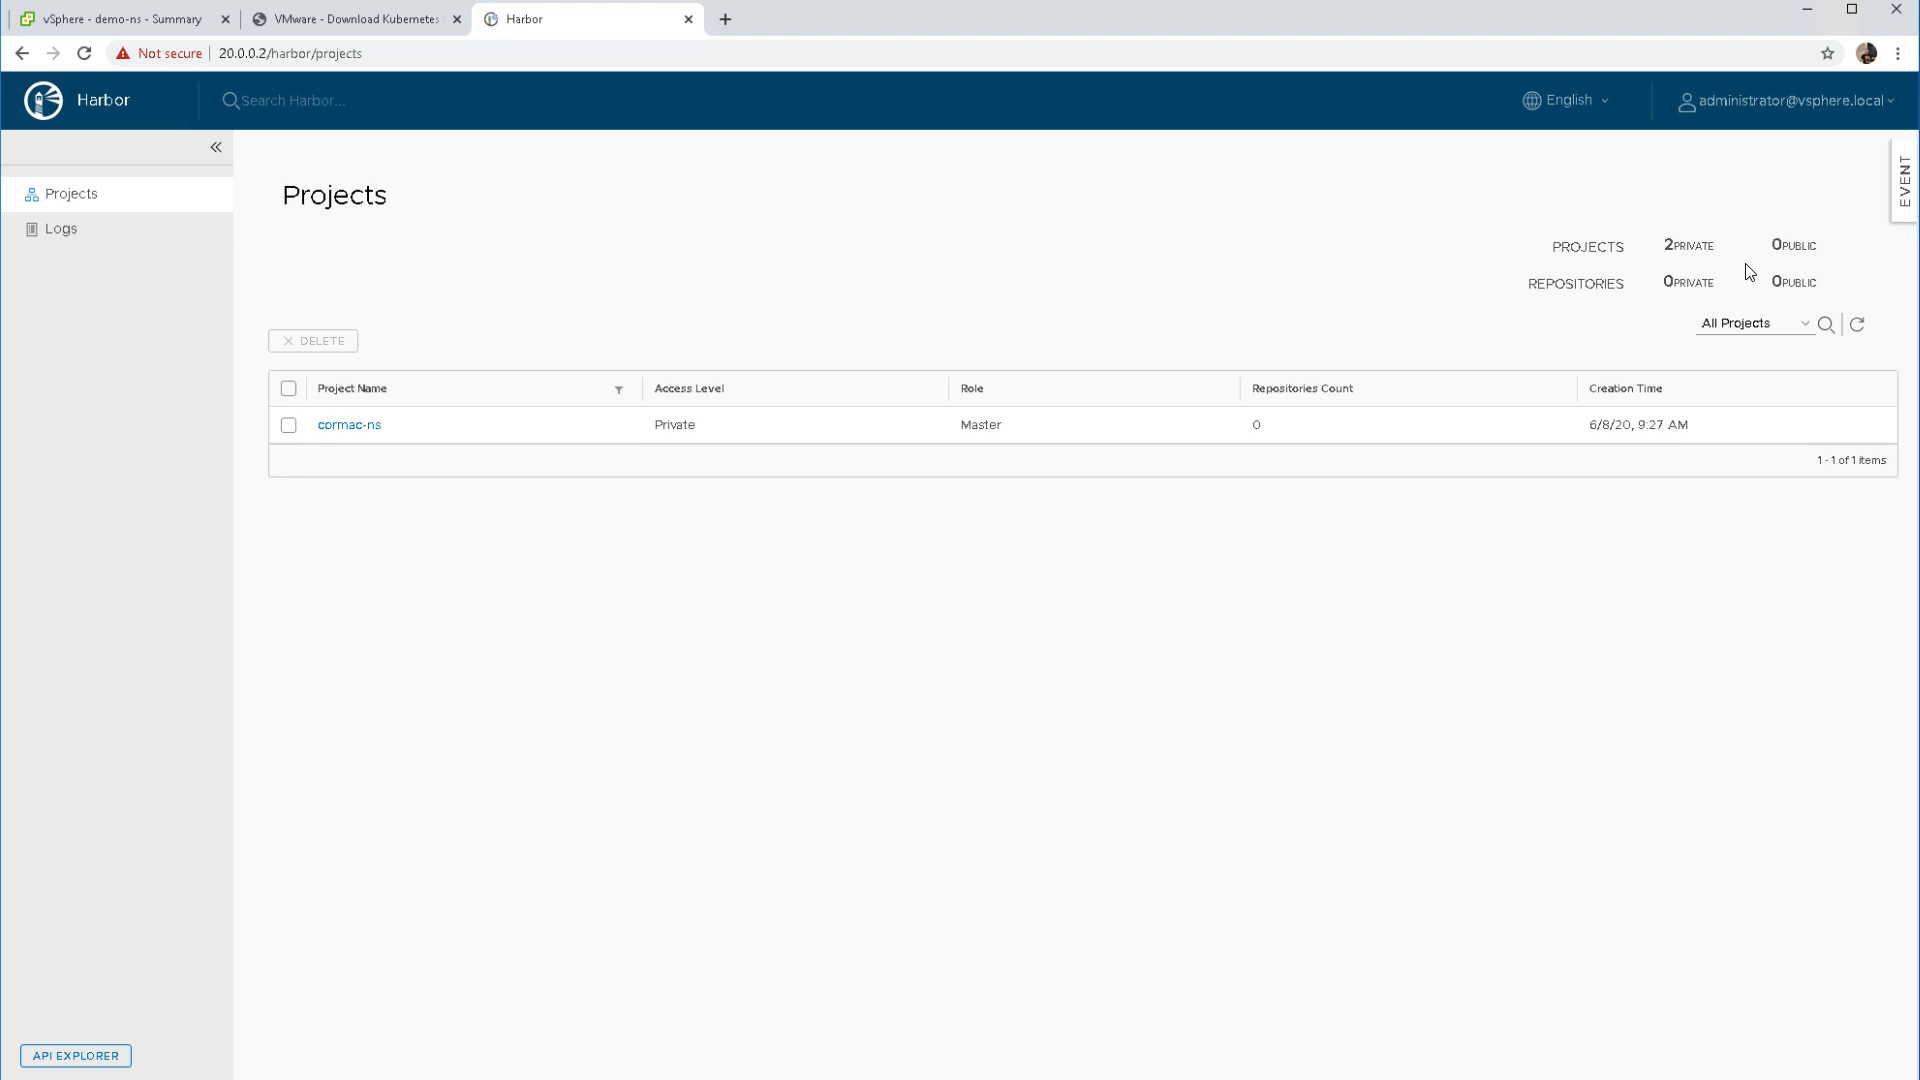 vSphere - demo-ns - Summary
VMware - Download Kubernetes
Harbor
Not secure
20.0.0.2/harbor/projects
Harbor
Search Harbor...
English
administrator@vsphere.local
Projects
Logs
EVENT
Projects
PROJECTS 2PRIVATE 0PUBLIC
REPOSITORIES 0PRIVATE 0PUBLIC
All Projects
DELETE
Project Name Access Level Role Repositories Count Creation Time
cormac-ns Private Master 0 6/8/20, 9:27 AM
1 - 1 of 1 items
API EXPLORER